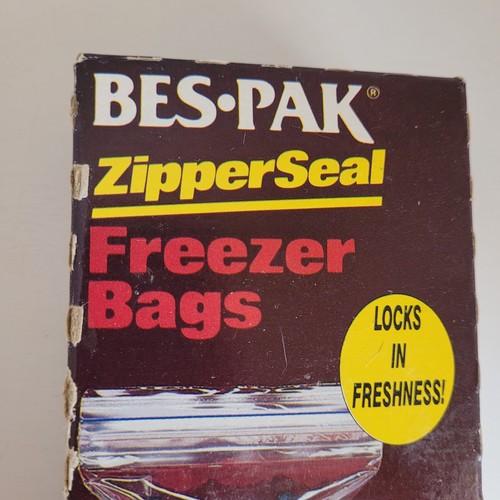 BES•PAK®
ZipperSeal
Freezer
Bags
LOCKS
IN
FRESHNESS!